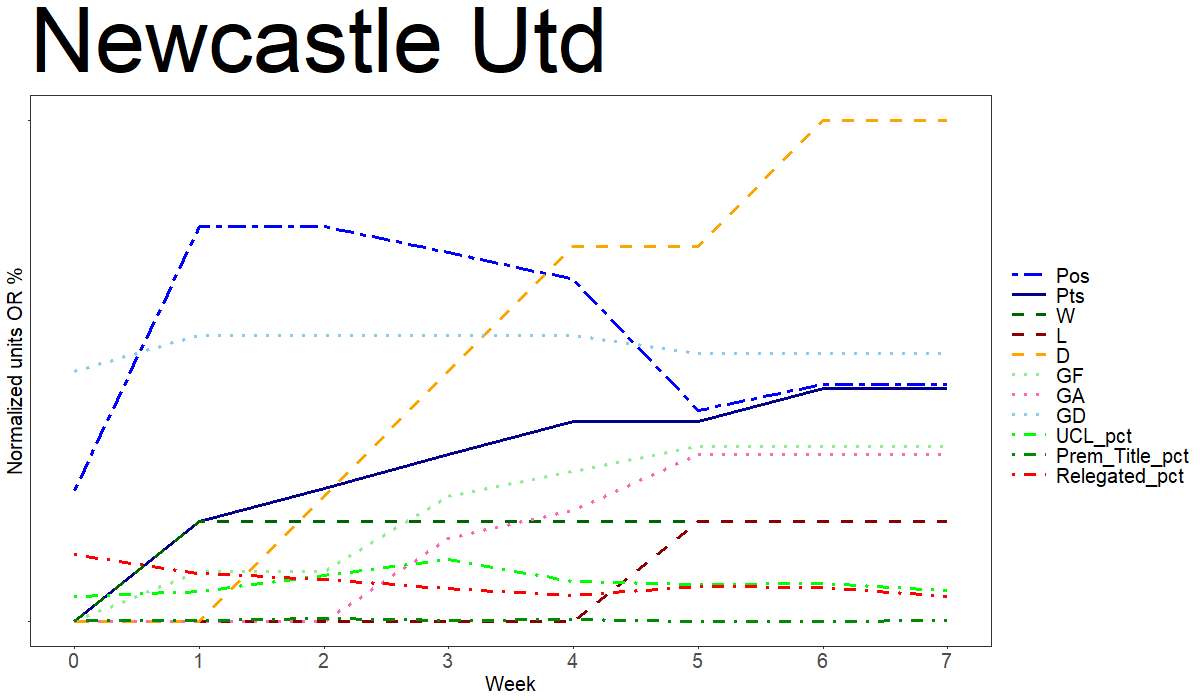 Newcastle Utd
Normalized units OR %
Pos
Pts
W
L
D
GF
GA
GD
UCL_pct
Prem_Title_pct
Relegated_pct
0 1 2 3 4 5 6 7
Week